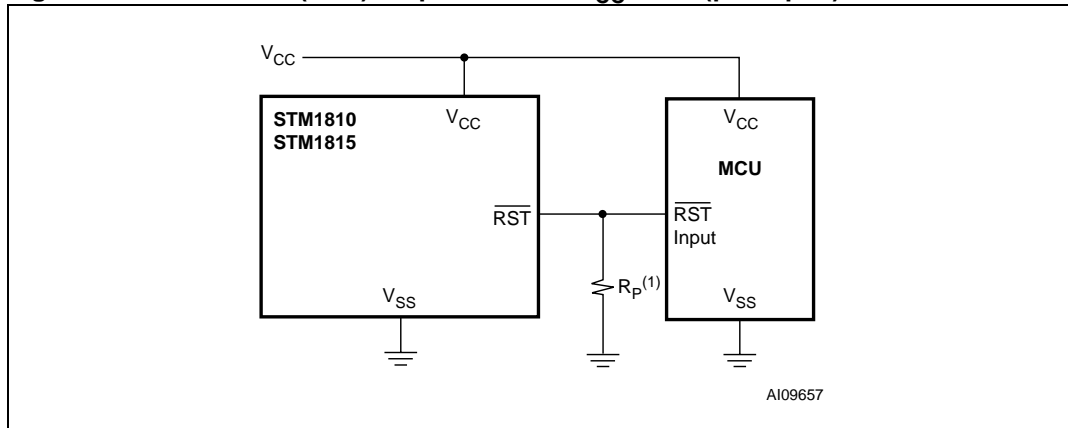 V_CC
STM1810
STM1815
V_CC
RST
V_SS
R_P(1)
V_CC
MCU
RST
Input
V_SS
AI09657